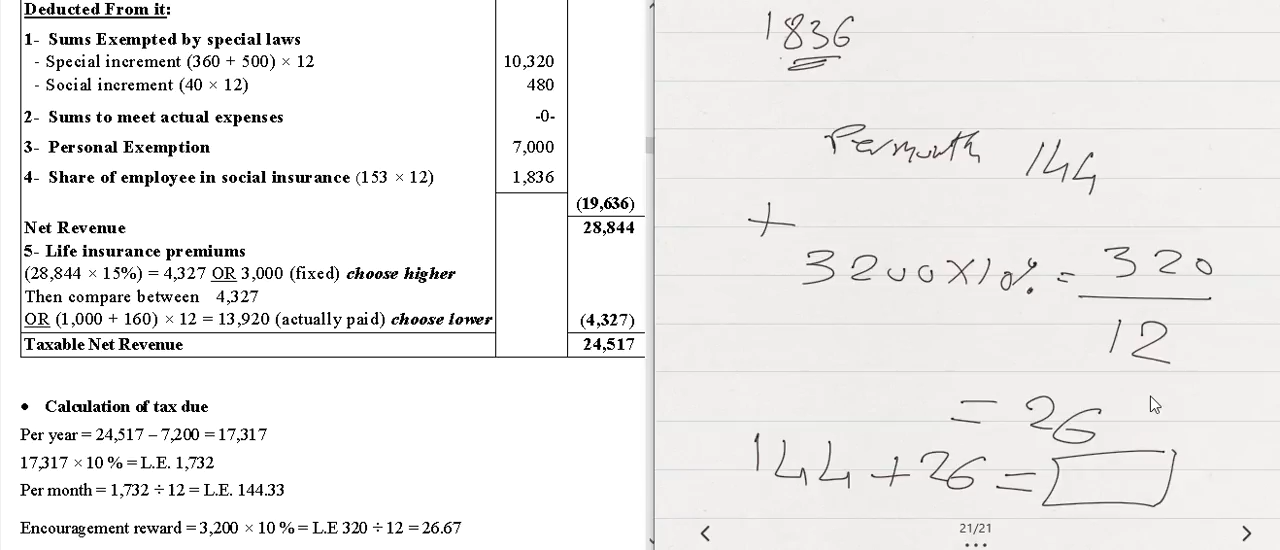 Deducted From it:
1- Sums Exempted by special laws
- Special increment (360 + 500) × 12 10,320
- Social increment (40 × 12) 480
2- Sums to meet actual expenses -0-
3- Personal Exemption 7,000
4- Share of employee in social insurance (153 × 12) 1,836
(19,636)
Net Revenue 28,844
5- Life insurance premiums
(28,844 × 15%) = 4,327 OR 3,000 (fixed) choose higher
Then compare between 4,327
OR (1,000 + 160) × 12 = 13,920 (actually paid) choose lower (4,327)
Taxable Net Revenue 24,517
• Calculation of tax due
Per year = 24,517 – 7,200 = 17,317
17,317 × 10 % = L.E. 1,732
Per month = 1,732 ÷ 12 = L.E. 144.33
Encouragement reward = 3,200 × 10 % = L.E 320 ÷ 12 = 26.67
1836
Per month 144
+
3200 X 10% = 320
12
= 26
144 + 26 =
21/21